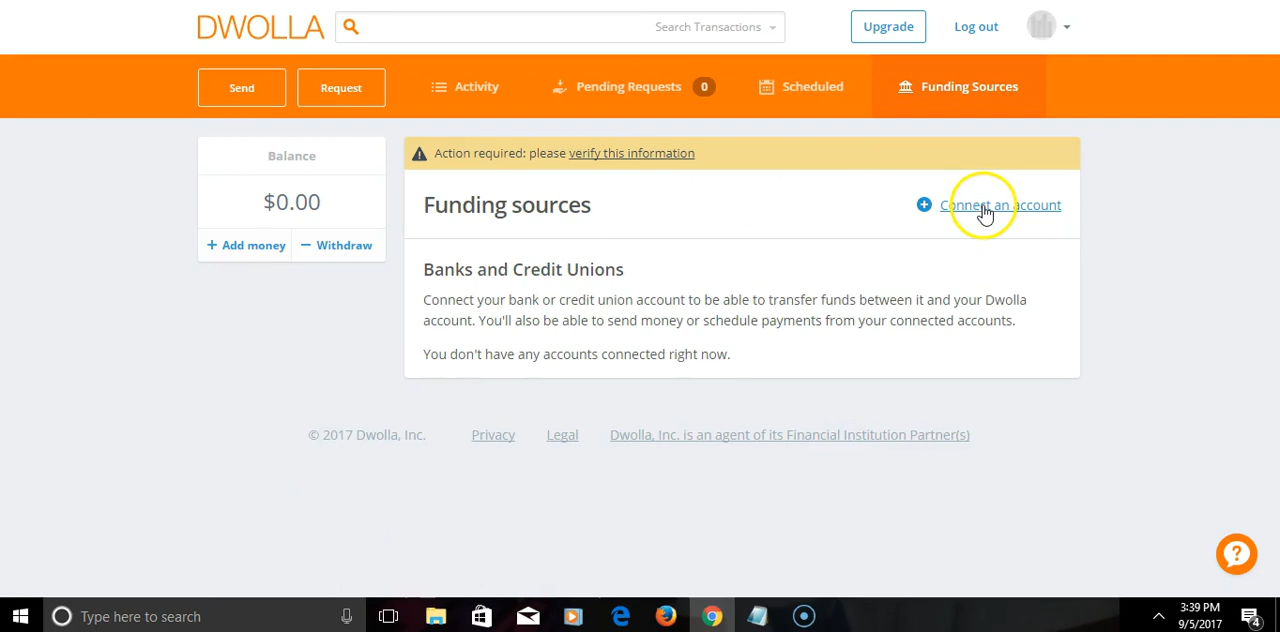 DWOLLA
Search Transactions
Upgrade
Log out
Send
Request
Activity
Pending Requests 0
Scheduled
Funding Sources
Balance
$0.00
+ Add money
− Withdraw
Action required: please verify this information
Funding sources
Connect an account
Banks and Credit Unions
Connect your bank or credit union account to be able to transfer funds between it and your Dwolla
account. You'll also be able to send money or schedule payments from your connected accounts.
You don't have any accounts connected right now.
© 2017 Dwolla, Inc.
Privacy
Legal
Dwolla, Inc. is an agent of its Financial Institution Partner(s)
?
Type here to search
3:39 PM
9/5/2017
4